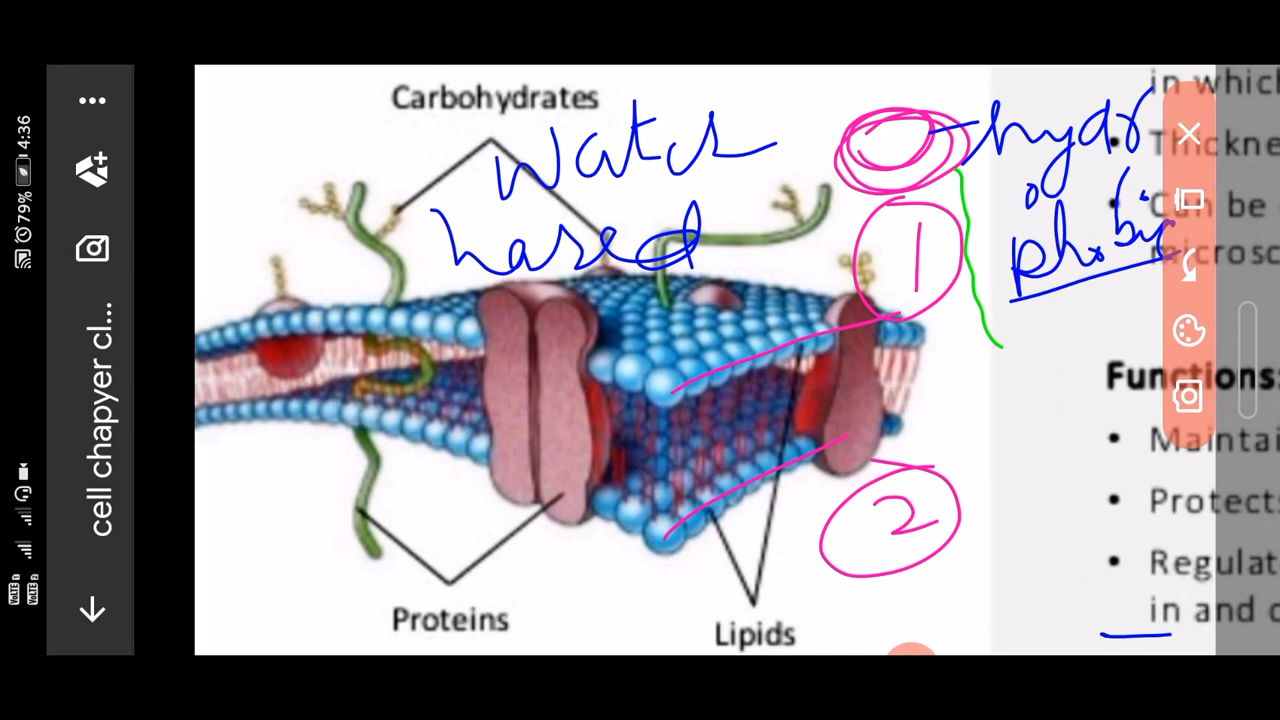 4:36
79%
cell chapyer cl...
Carbohydrates
Water
based
hydr
o
phobic
1
2
Proteins
Lipids
in which
• Thickne
• Can be
microsc
Functions:
• Maintai
• Protects
• Regulat
in and